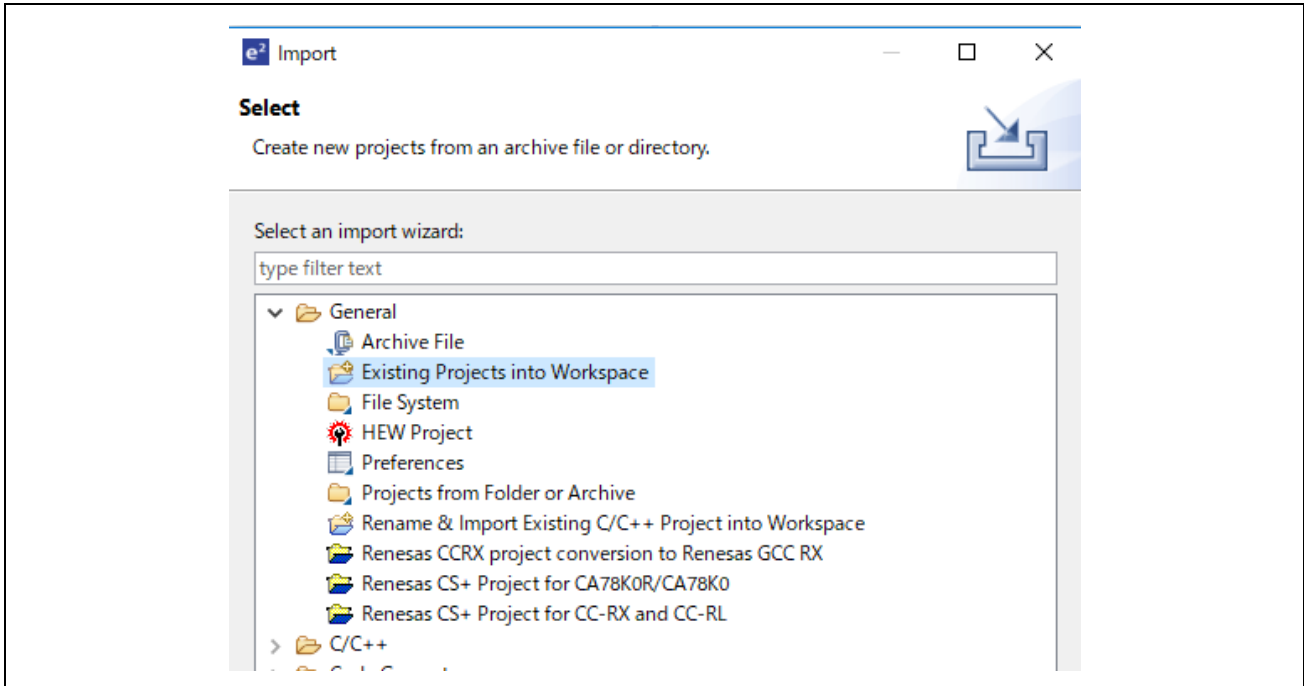 e² Import
Select
Create new projects from an archive file or directory.
Select an import wizard:
type filter text
General
Archive File
Existing Projects into Workspace
File System
HEW Project
Preferences
Projects from Folder or Archive
Rename & Import Existing C/C++ Project into Workspace
Renesas CCRX project conversion to Renesas GCC RX
Renesas CS+ Project for CA78K0R/CA78K0
Renesas CS+ Project for CC-RX and CC-RL
C/C++